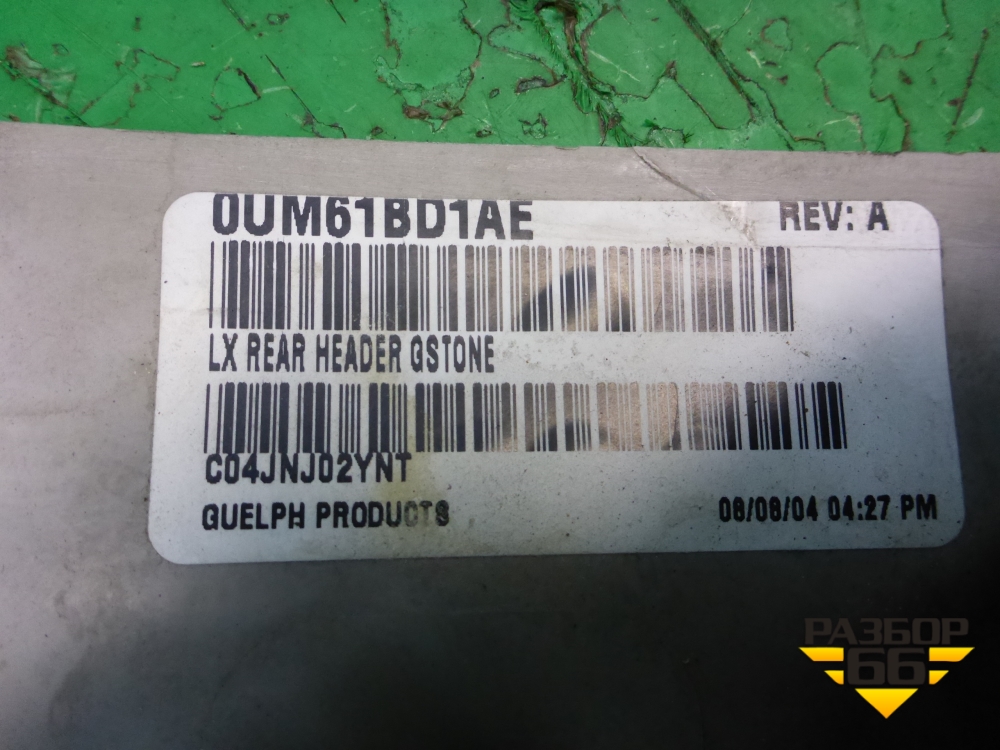 0UM61BD1AE REV: A
LX REAR HEADER GSTONE
C04JNJ02YNT
GUELPH PRODUCTS 08/08/04 04:27 PM
РАЗБОР
66